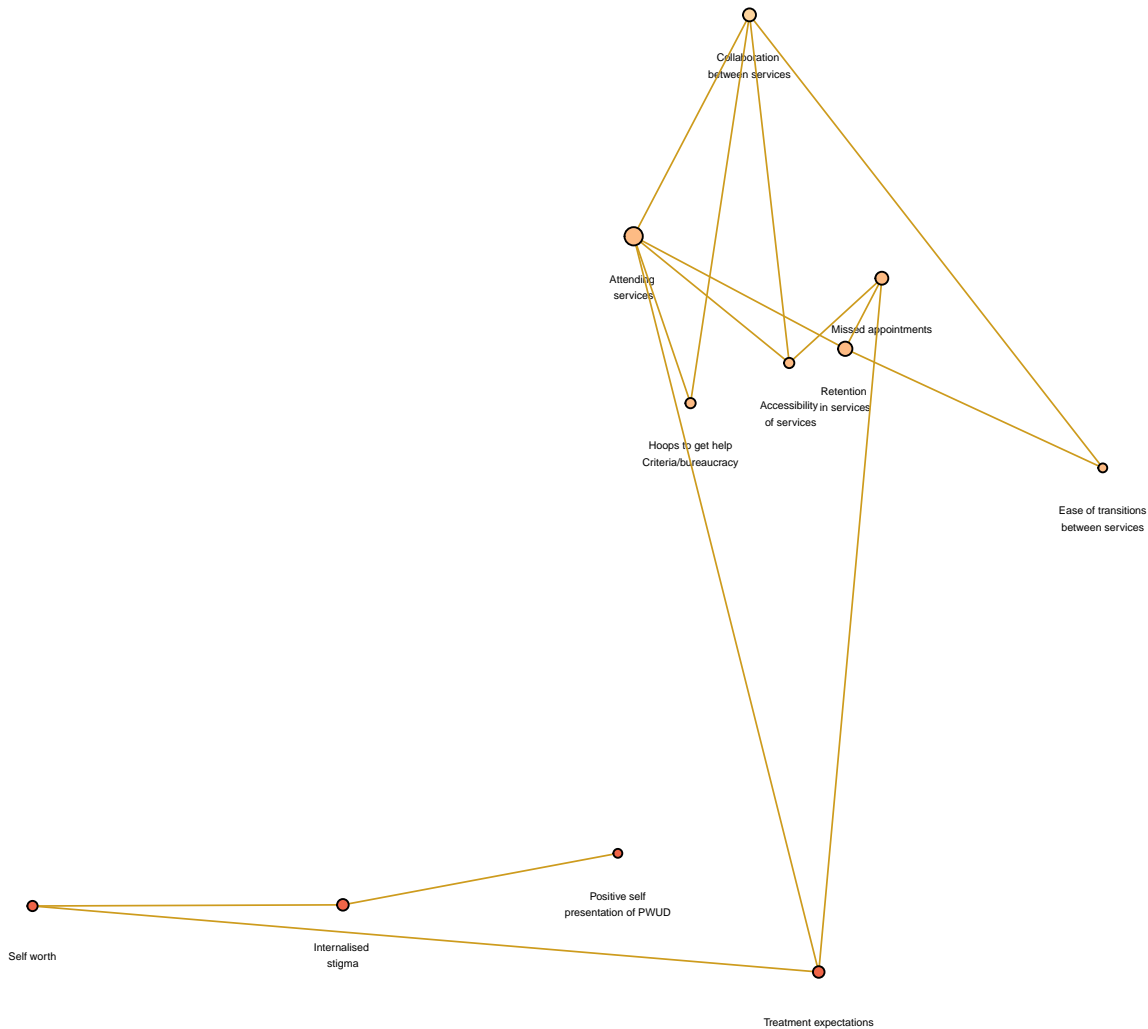 Collaboration
between services
Attending
services
Missed appointments
Retention
in services
Accessibility
of services
Hoops to get help
Criteria/bureaucracy
Ease of transitions
between services
Positive self
presentation of PWUD
Internalised
stigma
Self worth
Treatment expectations